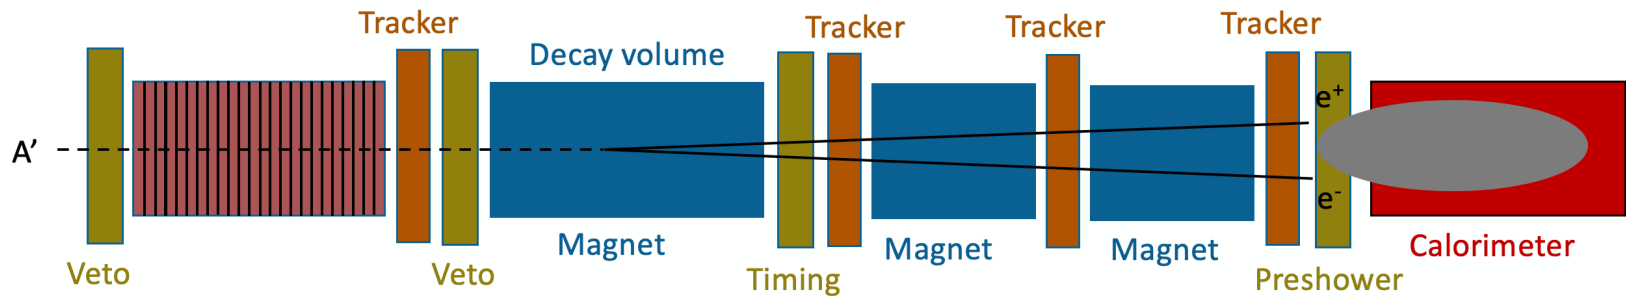 Tracker
Tracker
Tracker
Tracker
Decay volume
e⁺
A’
e⁻
Magnet
Magnet
Magnet
Calorimeter
Veto
Veto
Timing
Preshower